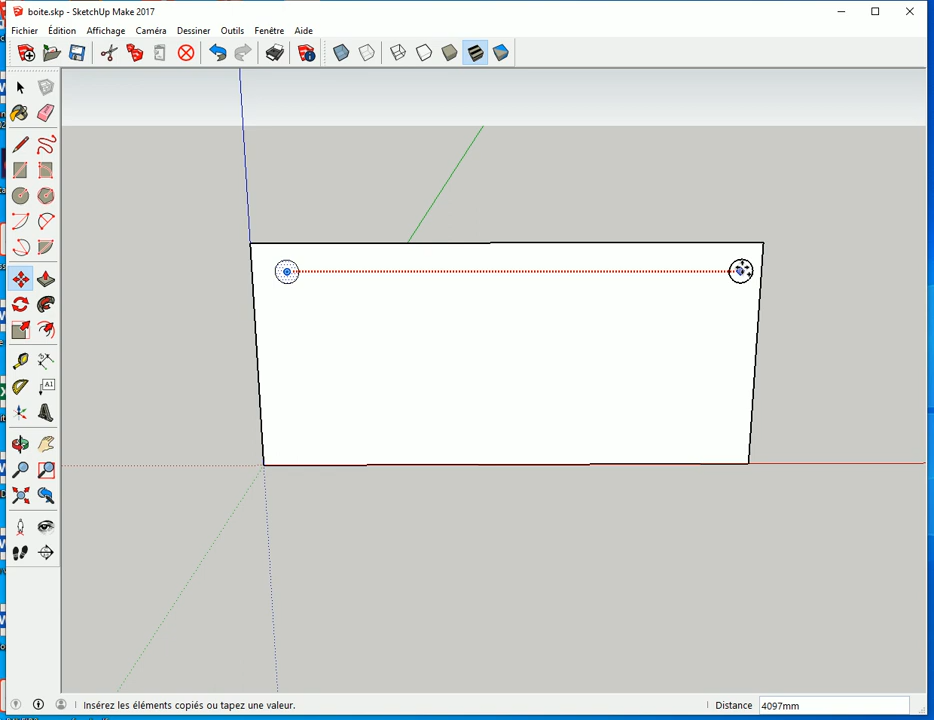 boite.skp - SketchUp Make 2017
Fichier Édition Affichage Caméra Dessiner Outils Fenêtre Aide
A1
Insérez les éléments copiés ou tapez une valeur. Distance 4097mm